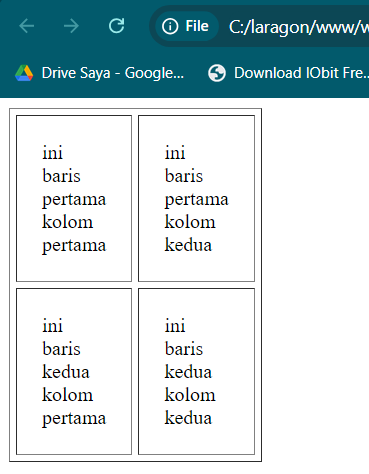 File C:/laragon/www/w
Drive Saya - Google... Download IObit Fre..
ini
baris
pertama
kolom
pertama
ini
baris
pertama
kolom
kedua
ini
baris
kedua
kolom
pertama
ini
baris
kedua
kolom
kedua